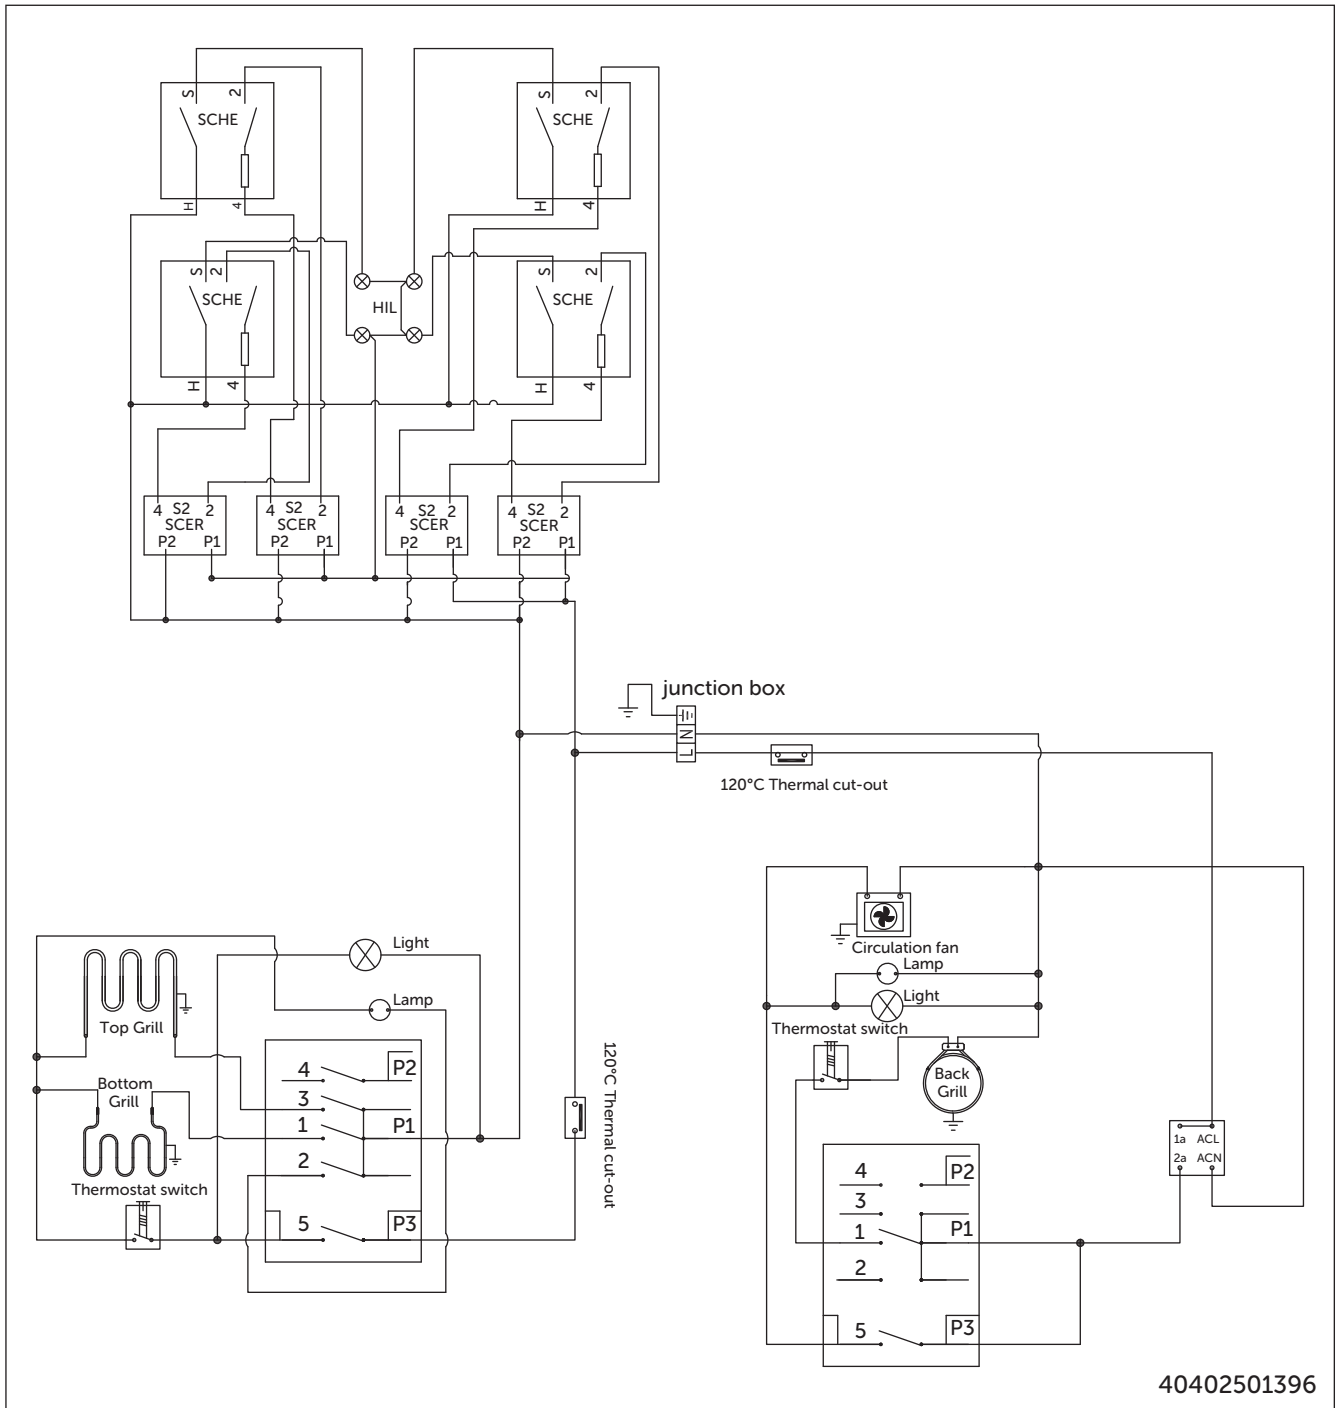 S 2
SCHE
H 4
S 2
SCHE
H 4
S 2
SCHE
H 4
S 2
SCHE
H 4
HIL
4 S2 2
SCER
P2 P1
4 S2 2
SCER
P2 P1
4 S2 2
SCER
P2 P1
4 S2 2
SCER
P2 P1
junction box
N
L
120°C Thermal cut-out
Light
Lamp
Top Grill
Bottom
Grill
Thermostat switch
4 P2
3
1 P1
2
5 P3
120°C Thermal cut-out
Circulation fan
Lamp
Light
Thermostat switch
Back
Grill
1a ACL
2a ACN
4 P2
3
1 P1
2
5 P3
40402501396